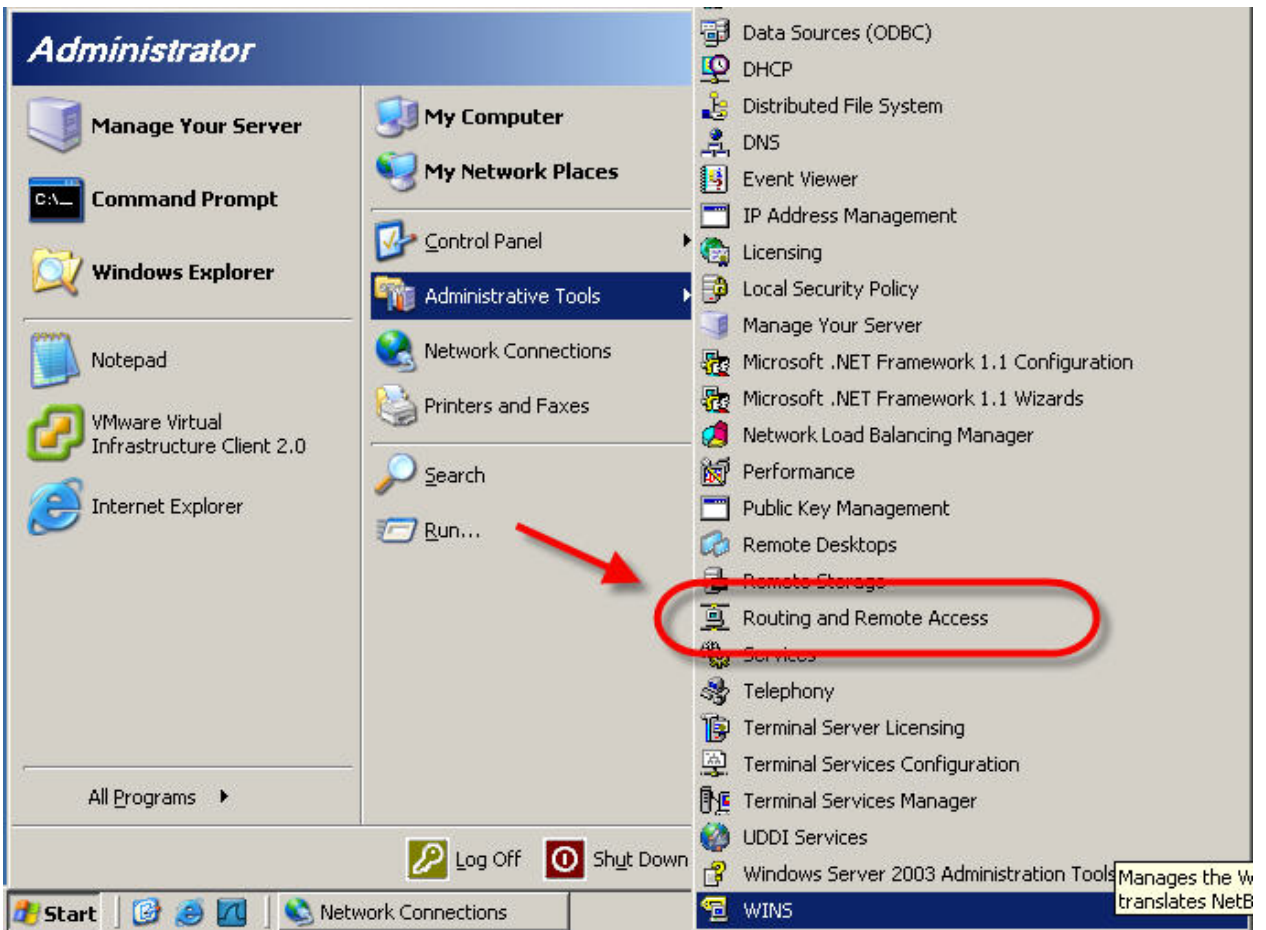 Administrator
Manage Your Server
Command Prompt
C:\_
Windows Explorer
Notepad
VMware Virtual
Infrastructure Client 2.0
Internet Explorer
All Programs
My Computer
My Network Places
Control Panel
Administrative Tools
Network Connections
Printers and Faxes
Search
Run...
Log Off
Shut Down
Data Sources (ODBC)
DHCP
Distributed File System
DNS
Event Viewer
IP Address Management
Licensing
Local Security Policy
Manage Your Server
Microsoft .NET Framework 1.1 Configuration
Microsoft .NET Framework 1.1 Wizards
Network Load Balancing Manager
Performance
Public Key Management
Remote Desktops
Remote Storage
Routing and Remote Access
Services
Telephony
Terminal Server Licensing
Terminal Services Configuration
Terminal Services Manager
UDDI Services
Windows Server 2003 Administration Tools
WINS
Manages the W
translates NetB
Start
Network Connections